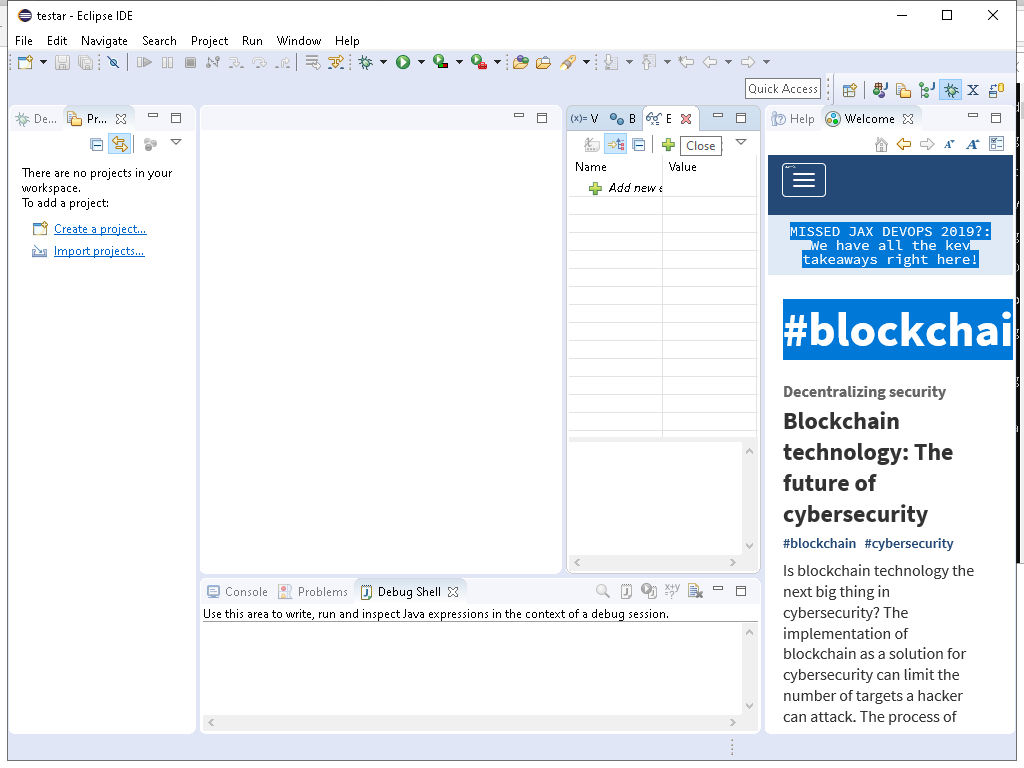 testar - Eclipse IDE
File Edit Navigate Search Project Run Window Help
Quick Access
De... Pr...
There are no projects in your
workspace.
To add a project:
Create a project...
Import projects...
(x)= V B E
Close
Name Value
Add new e
Console Problems Debug Shell
Use this area to write, run and inspect Java expressions in the context of a debug session.
Help Welcome
MISSED JAX DEVOPS 2019?:
We have all the key
takeaways right here!
#blockchai
Decentralizing security
Blockchain
technology: The
future of
cybersecurity
#blockchain #cybersecurity
Is blockchain technology the
next big thing in
cybersecurity? The
implementation of
blockchain as a solution for
cybersecurity can limit the
number of targets a hacker
can attack. The process of